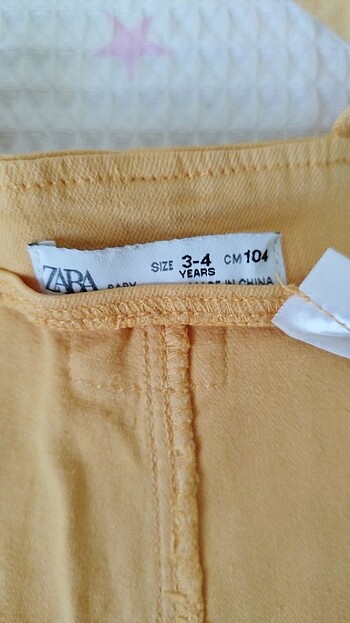 ZARA SIZE 3-4 CM 104
YEARS
BABY MADE IN CHINA